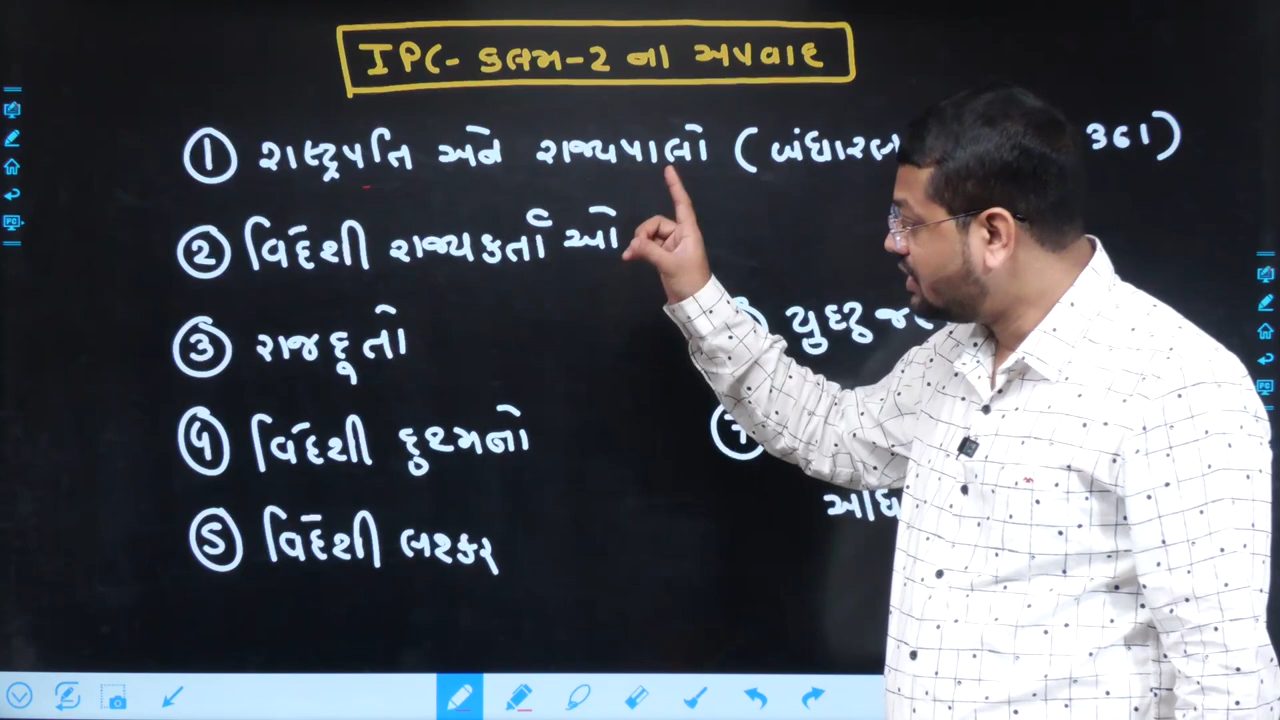 IPC- કલમ-2 ના અપવાદ
① રાષ્ટ્રપતિ અને રાજ્યપાલો (બંધારણ 361)
② વિદેશી રાજ્યકર્તાઓ
③ રાજદૂતો
④ વિદેશી દુશ્મનો
⑤ વિદેશી લશ્કર